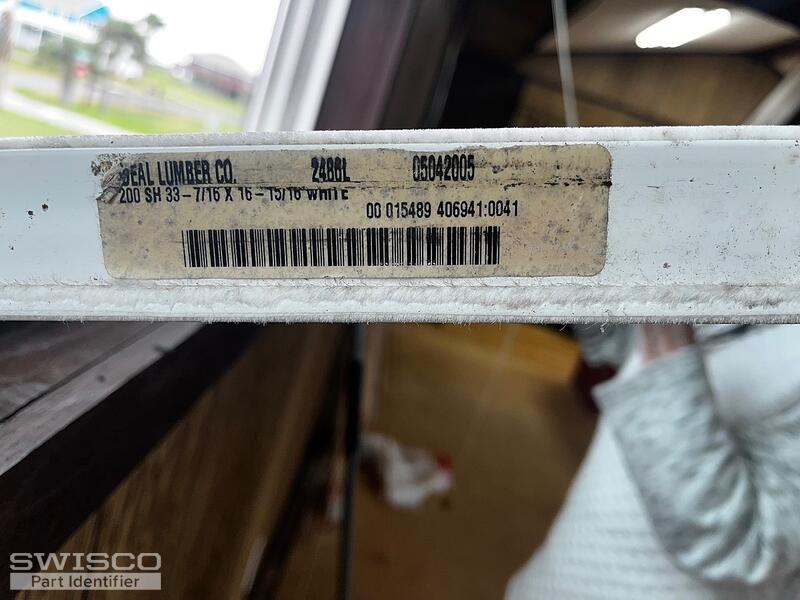 DEAL LUMBER CO. 2488L 05042005
200 SH 33-7/16 X 16-15/16 WHITE
00 015489 406941:0041
SWISCO
Part Identifier